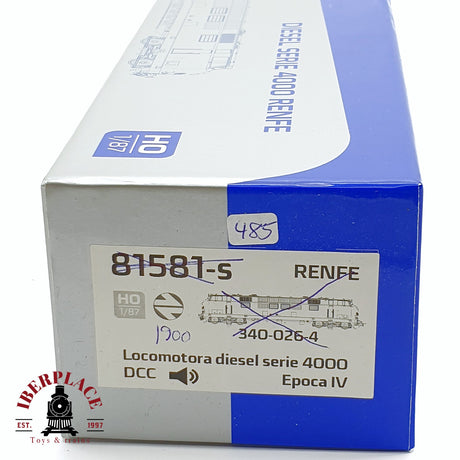 DIESEL SERIE 4000 RENFE
HO
1/87
485
81581-S
RENFE
HO
1/87
1900
340-026-4
Locomotora diesel serie 4000
DCC
Epoca IV
IBERPLACE
EST. 1997
Toys & trains